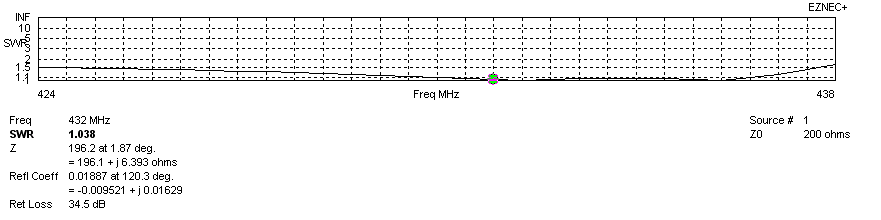 EZNEC+
INF
10
5
SWR
3
2
1.5
1.1
424 Freq MHz 438
Freq 432 MHz Source # 1
SWR 1.038 Z0 200 ohms
Z 196.2 at 1.87 deg.
= 196.1 + j 6.393 ohms
Refl Coeff 0.01887 at 120.3 deg.
= -0.009521 + j 0.01629
Ret Loss 34.5 dB